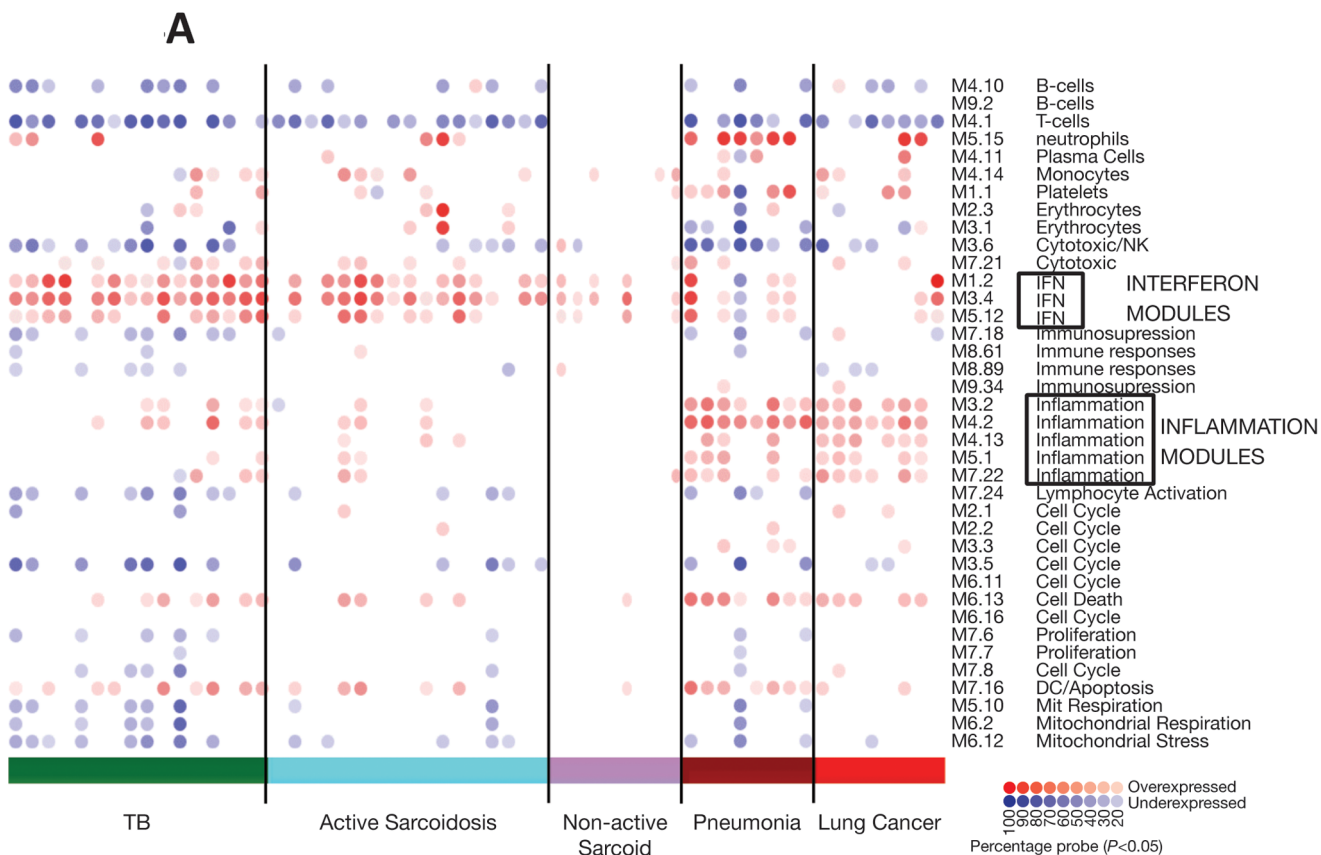 A
M4.10 B-cells
M9.2 B-cells
M4.1 T-cells
M5.15 neutrophils
M4.11 Plasma Cells
M4.14 Monocytes
M1.1 Platelets
M2.3 Erythrocytes
M3.1 Erythrocytes
M3.6 Cytotoxic/NK
M7.21 Cytotoxic
M1.2 IFN INTERFERON
M3.4 IFN
M5.12 IFN MODULES
M7.18 Immunosupression
M8.61 Immune responses
M8.89 Immune responses
M9.34 Immunosupression
M3.2 Inflammation
M4.2 Inflammation INFLAMMATION
M4.13 Inflammation
M5.1 Inflammation MODULES
M7.22 Inflammation
M7.24 Lymphocyte Activation
M2.1 Cell Cycle
M2.2 Cell Cycle
M3.3 Cell Cycle
M3.5 Cell Cycle
M6.11 Cell Cycle
M6.13 Cell Death
M6.16 Cell Cycle
M7.6 Proliferation
M7.7 Proliferation
M7.8 Cell Cycle
M7.16 DC/Apoptosis
M5.10 Mit Respiration
M6.2 Mitochondrial Respiration
M6.12 Mitochondrial Stress
TB Active Sarcoidosis Non-active Sarcoid Pneumonia Lung Cancer
Overexpressed
Underexpressed
100 90 80 70 60 50 40 30 20
Percentage probe (P<0.05)